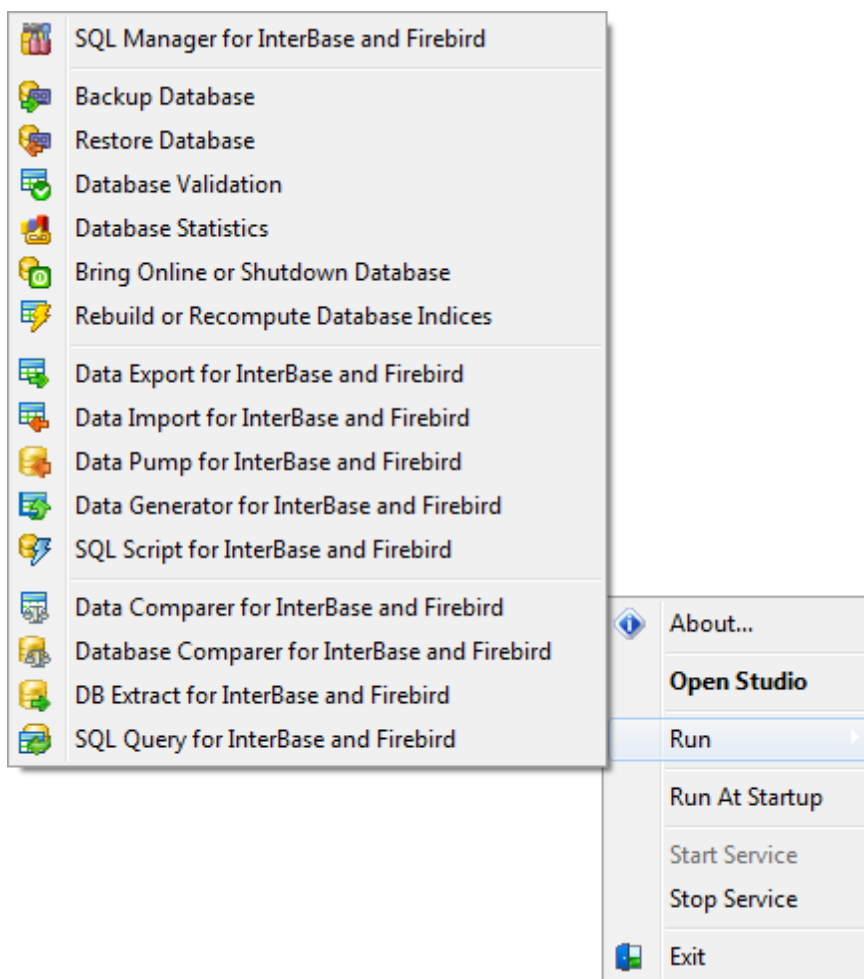 SQL Manager for InterBase and Firebird
Backup Database
Restore Database
Database Validation
Database Statistics
Bring Online or Shutdown Database
Rebuild or Recompute Database Indices
Data Export for InterBase and Firebird
Data Import for InterBase and Firebird
Data Pump for InterBase and Firebird
Data Generator for InterBase and Firebird
SQL Script for InterBase and Firebird
Data Comparer for InterBase and Firebird
Database Comparer for InterBase and Firebird
DB Extract for InterBase and Firebird
SQL Query for InterBase and Firebird
About...
Open Studio
Run
Run At Startup
Start Service
Stop Service
Exit